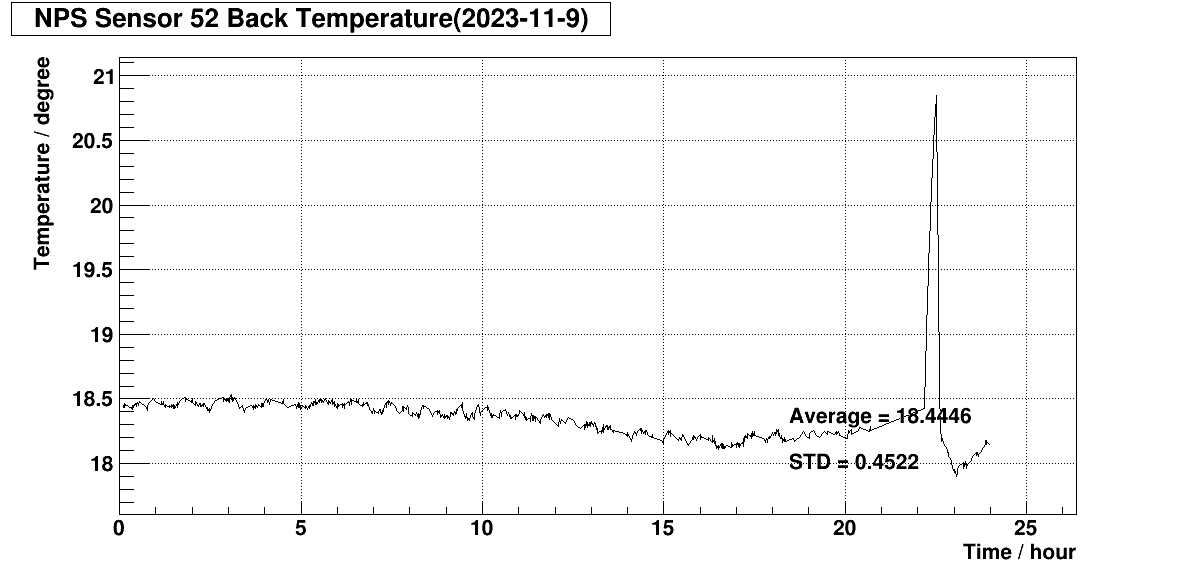 NPS Sensor 52 Back Temperature(2023-11-9)
Temperature / degree
21
20.5
20
19.5
19
18.5
18
Average = 18.4446
STD = 0.4522
0 5 10 15 20 25
Time / hour